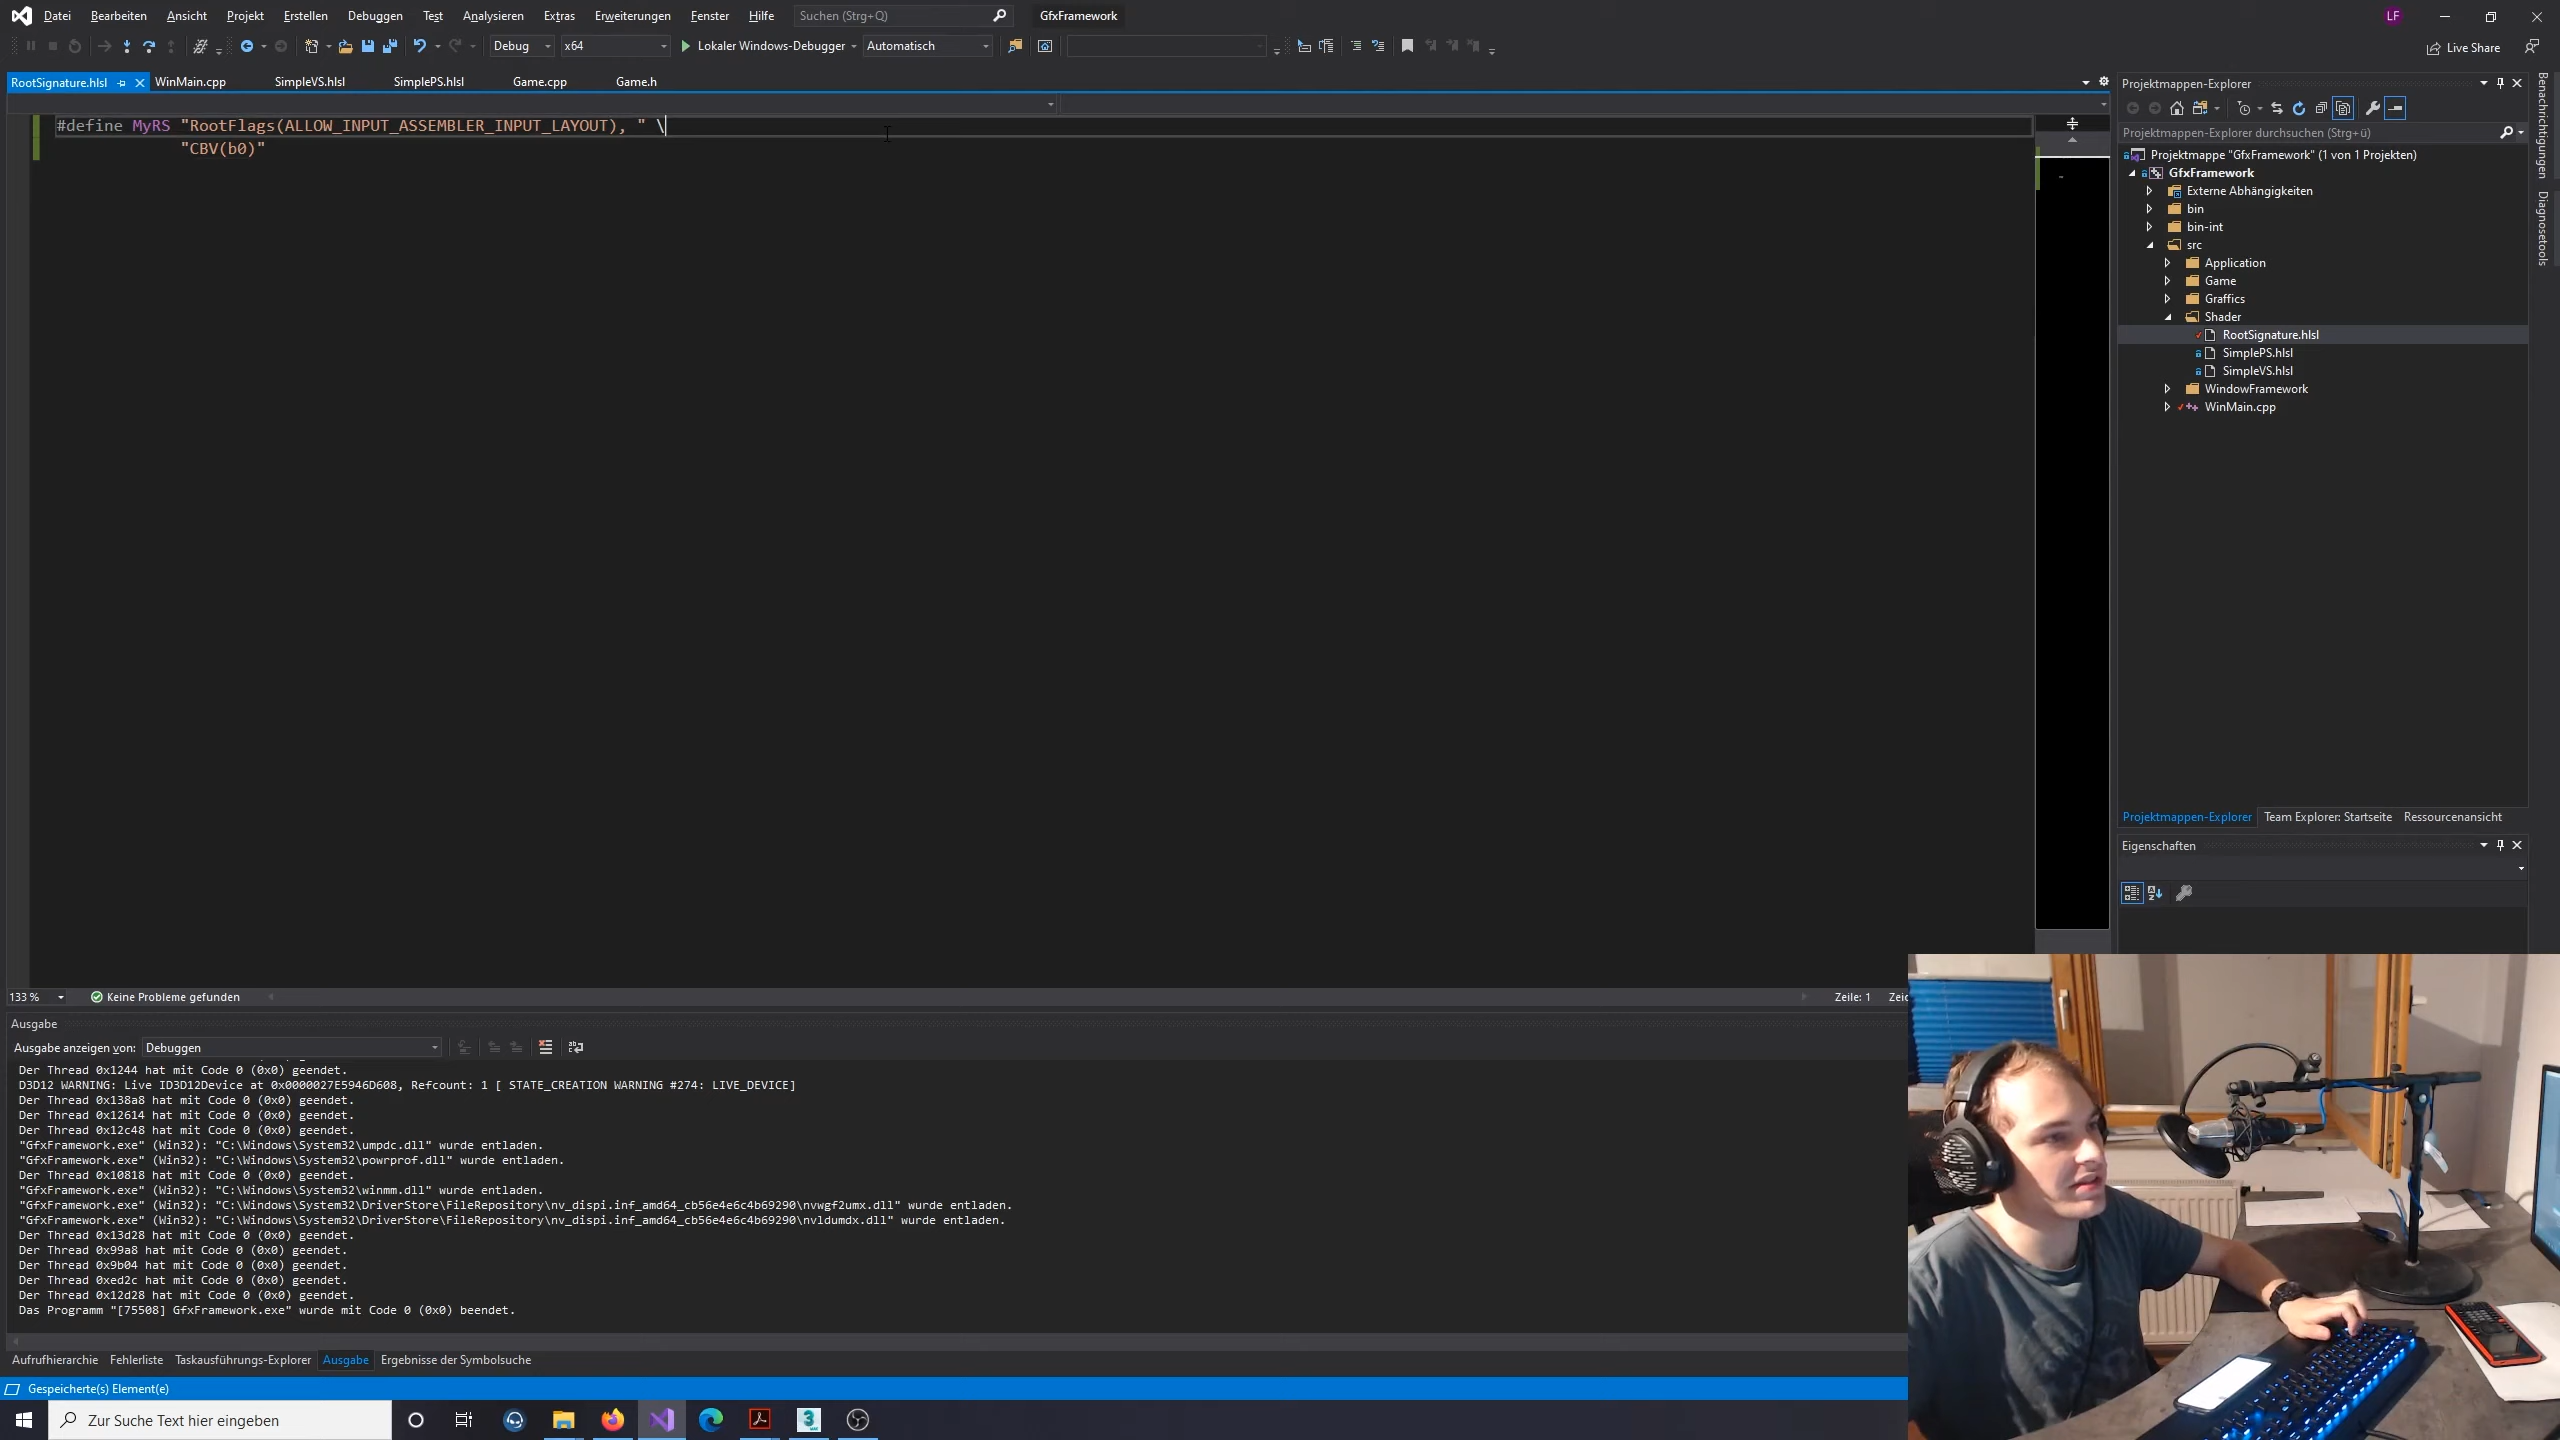 Datei Bearbeiten Ansicht Projekt Erstellen Debuggen Test Analysieren Extras Erweiterungen Fenster Hilfe Suchen (Strg+Q) GfxFramework LF
Debug x64 Lokaler Windows-Debugger Automatisch Live Share
RootSignature.hlsl WinMain.cpp SimpleVS.hlsl SimplePS.hlsl Game.cpp Game.h
#define MyRS "RootFlags(ALLOW_INPUT_ASSEMBLER_INPUT_LAYOUT), " \
"CBV(b0)"
Projektmappen-Explorer
Projektmappen-Explorer durchsuchen (Strg+ü)
Projektmappe "GfxFramework" (1 von 1 Projekten)
GfxFramework
Externe Abhängigkeiten
bin
bin-int
src
Application
Game
Graffics
Shader
RootSignature.hlsl
SimplePS.hlsl
SimpleVS.hlsl
WindowFramework
WinMain.cpp
Projektmappen-Explorer Team Explorer: Startseite Ressourcenansicht
Eigenschaften
Benachrichtigungen
Diagnosetools
133 % Keine Probleme gefunden Zeile: 1
Ausgabe
Ausgabe anzeigen von: Debuggen
Der Thread 0x1244 hat mit Code 0 (0x0) geendet.
D3D12 WARNING: Live ID3D12Device at 0x0000027E5946D608, Refcount: 1 [ STATE_CREATION WARNING #274: LIVE_DEVICE]
Der Thread 0x138a8 hat mit Code 0 (0x0) geendet.
Der Thread 0x12614 hat mit Code 0 (0x0) geendet.
Der Thread 0x12c48 hat mit Code 0 (0x0) geendet.
"GfxFramework.exe" (Win32): "C:\Windows\System32\umpdc.dll" wurde entladen.
"GfxFramework.exe" (Win32): "C:\Windows\System32\powrprof.dll" wurde entladen.
Der Thread 0x10818 hat mit Code 0 (0x0) geendet.
"GfxFramework.exe" (Win32): "C:\Windows\System32\winmm.dll" wurde entladen.
"GfxFramework.exe" (Win32): "C:\Windows\System32\DriverStore\FileRepository\nv_dispi.inf_amd64_cb56e4e6c4b69290\nvwgf2umx.dll" wurde entladen.
"GfxFramework.exe" (Win32): "C:\Windows\System32\DriverStore\FileRepository\nv_dispi.inf_amd64_cb56e4e6c4b69290\nvldumdx.dll" wurde entladen.
Der Thread 0x13d28 hat mit Code 0 (0x0) geendet.
Der Thread 0x99a8 hat mit Code 0 (0x0) geendet.
Der Thread 0x9b04 hat mit Code 0 (0x0) geendet.
Der Thread 0xed2c hat mit Code 0 (0x0) geendet.
Der Thread 0x12d28 hat mit Code 0 (0x0) geendet.
Das Programm "[75508] GfxFramework.exe" wurde mit Code 0 (0x0) beendet.
Aufrufhierarchie Fehlerliste Taskausführungs-Explorer Ausgabe Ergebnisse der Symbolsuche
Gespeicherte(s) Element(e)
Zur Suche Text hier eingeben